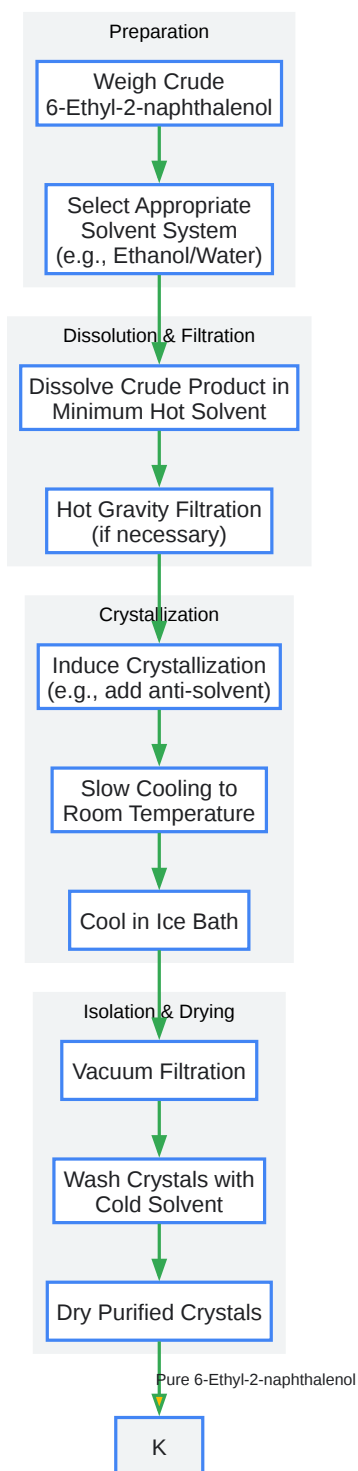 Preparation
Weigh Crude
6-Ethyl-2-naphthalenol
Select Appropriate
Solvent System
(e.g., Ethanol/Water)
Dissolution & Filtration
Dissolve Crude Product in
Minimum Hot Solvent
Hot Gravity Filtration
(if necessary)
Crystallization
Induce Crystallization
(e.g., add anti-solvent)
Slow Cooling to
Room Temperature
Cool in Ice Bath
Isolation & Drying
Vacuum Filtration
Wash Crystals with
Cold Solvent
Dry Purified Crystals
Pure 6-Ethyl-2-naphthalenol
K